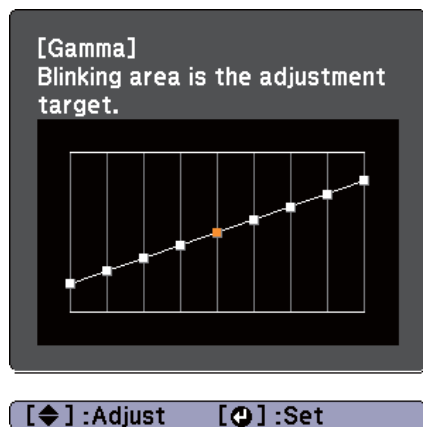 [Gamma]
Blinking area is the adjustment
target.
[◆] :Adjust [↵] :Set